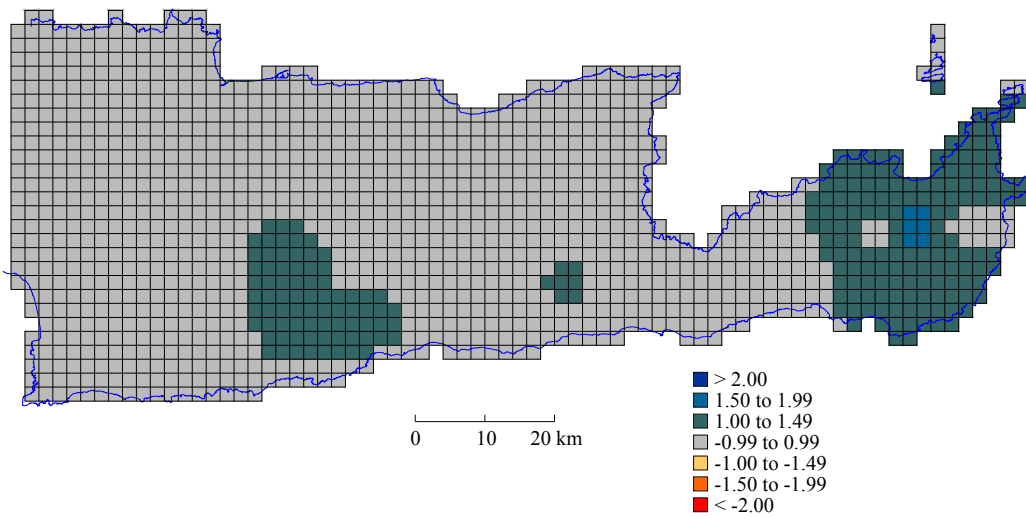 > 2.00
1.50 to 1.99
1.00 to 1.49
-0.99 to 0.99
-1.00 to -1.49
-1.50 to -1.99
< -2.00
0 10 20 km